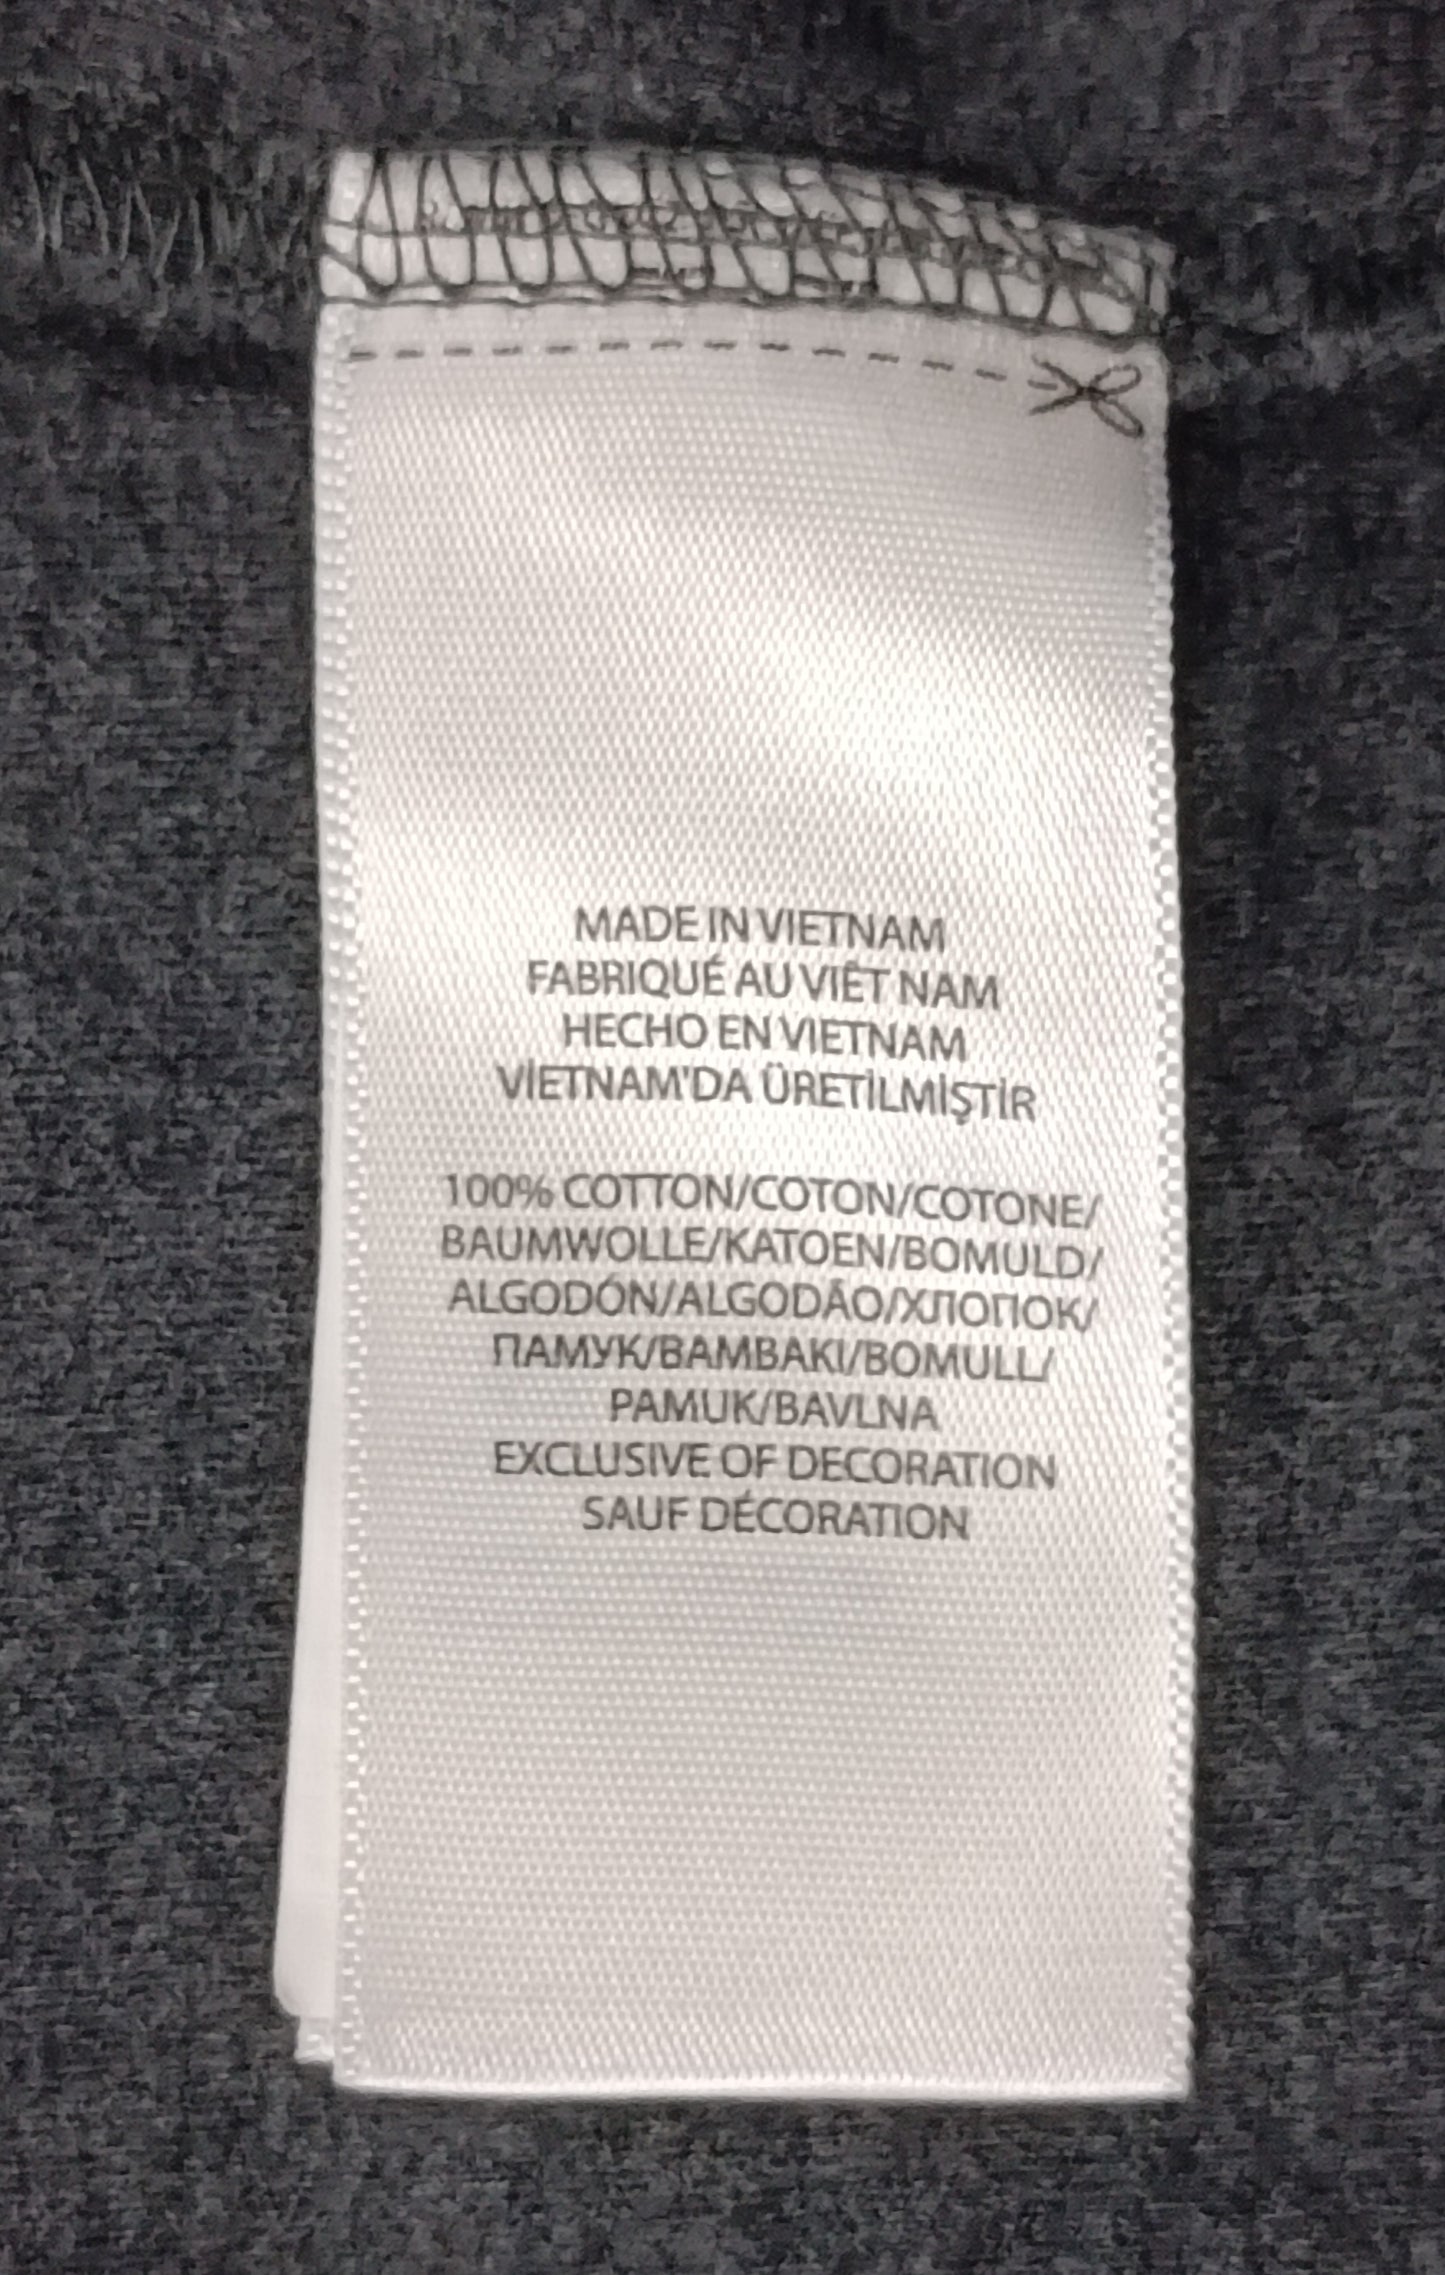 MADE IN VIETNAM
FABRIQUÉ AU VIÊT NAM
HECHO EN VIETNAM
VİETNAM'DA ÜRETİLMİŞTİR
100% COTTON/COTON/COTONE/
BAUMWOLLE/KATOEN/BOMULD/
ALGODÓN/ALGODÃO/ХЛОПОК/
ПАМУК/ΒΑΜΒΑΚΙ/BOMULL/
PAMUK/BAVLNA
EXCLUSIVE OF DECORATION
SAUF DÉCORATION